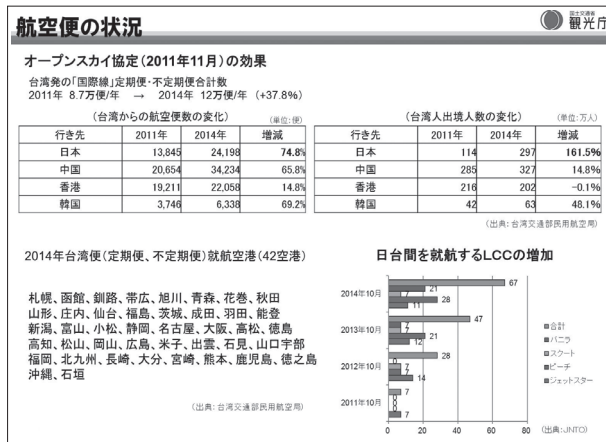 航空便の状況
国土交通省
観光庁
オープンスカイ協定(2011年11月)の効果
台湾発の「国際線」定期便・不定期便合計数
2011年 8.7万便/年 → 2014年 12万便/年 (+37.8%)
(台湾からの航空便数の変化) (単位:便)
行き先 2011年 2014年 増減
日本 13,845 24,198 74.8%
中国 20,654 34,234 65.8%
香港 19,211 22,058 14.8%
韓国 3,746 6,338 69.2%
(台湾人出境人数の変化) (単位:万人)
行き先 2011年 2014年 増減
日本 114 297 161.5%
中国 285 327 14.8%
香港 216 202 -0.1%
韓国 42 63 48.1%
(出典:台湾交通部民用航空局)
2014年台湾便(定期便、不定期便)就航空港(42空港)
札幌、函館、釧路、帯広、旭川、青森、花巻、秋田
山形、庄内、仙台、福島、茨城、成田、羽田、能登
新潟、富山、小松、静岡、名古屋、大阪、高松、徳島
高知、松山、岡山、広島、米子、出雲、石見、山口宇部
福岡、北九州、長崎、大分、宮崎、熊本、鹿児島、徳之島
沖縄、石垣
(出典:台湾交通部民用航空局)
日台間を就航するLCCの増加
67
7
21
2014年10月
28
11
47
7
7
2013年10月
21
12
28
0
7
2012年10月
7
14
7
0
0
2011年10月
0
7
0 20 40 60 80
合計
バニラ
スクート
ピーチ
ジェットスター
(出典:JNTO)